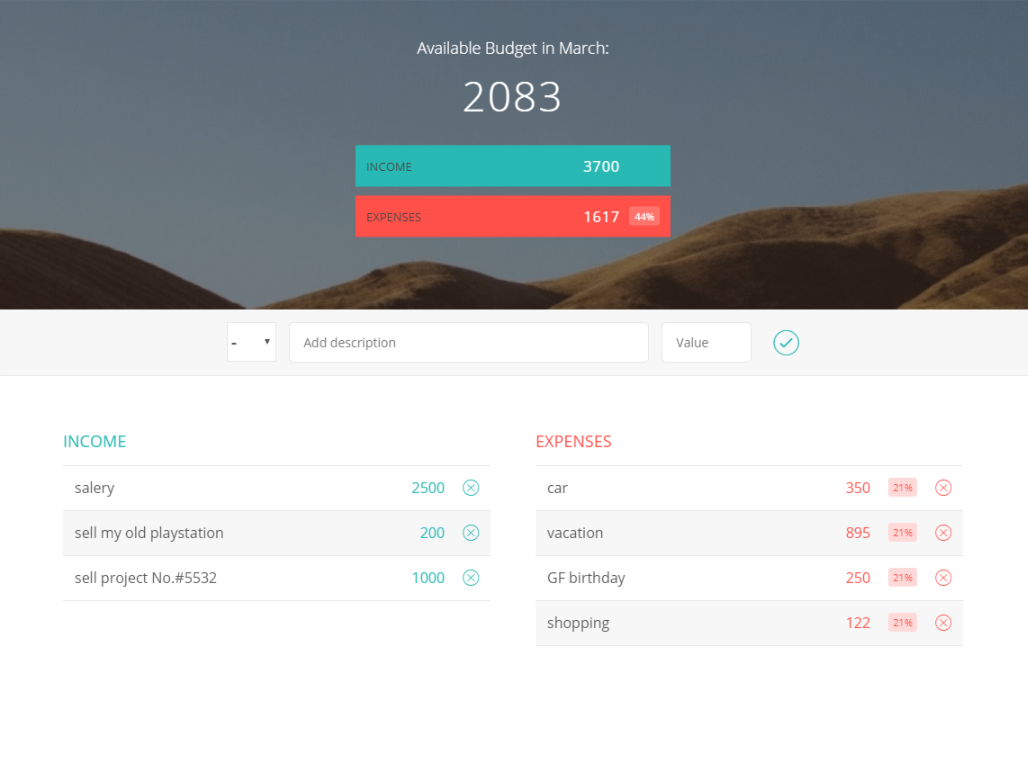 Available Budget in March:
2083
INCOME 3700
EXPENSES 1617 44%
- Add description Value
INCOME
salery 2500
sell my old playstation 200
sell project No.#5532 1000
EXPENSES
car 350 21%
vacation 895 21%
GF birthday 250 21%
shopping 122 21%